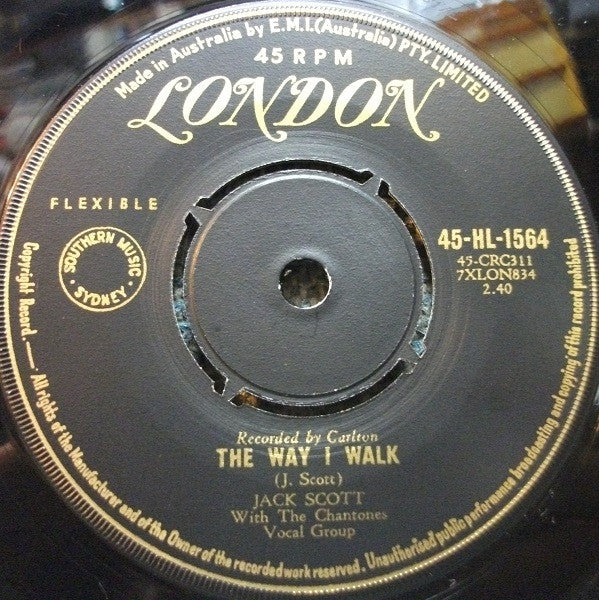 Made in Australia by E.M.I.(Australia) PTY. LIMITED
45 RPM
LONDON
FLEXIBLE
SOUTHERN MUSIC
• SYDNEY •
45-HL-1564
45-CRC311
7XLON834
2.40
Recorded by Carlton
THE WAY I WALK
(J. Scott)
JACK SCOTT
With The Chantones
Vocal Group
Copyright Record.— All rights of the Manufacturer and of the Owner of the recorded work reserved. Unauthorised public performance broadcasting and copying of this record prohibited